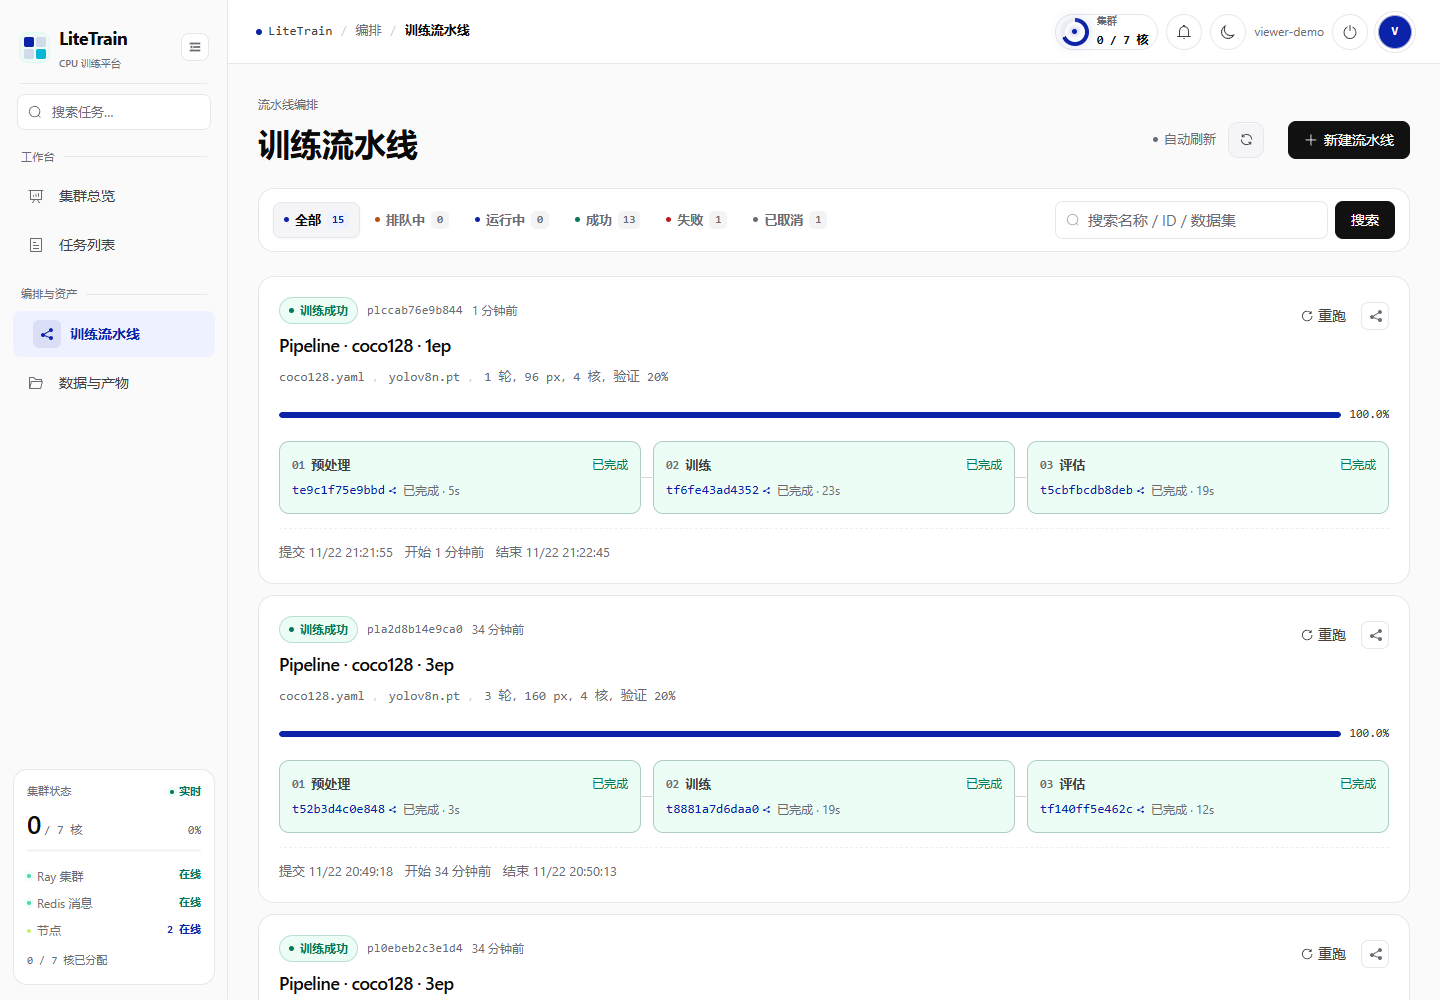 LiteTrain
CPU 训练平台
搜索任务...
工作台
集群总览
任务列表
编排与资产
训练流水线
数据与产物
集群状态 实时
0 / 7 核 0%
Ray 集群 在线
Redis 消息 在线
节点 2 在线
0 / 7 核已分配
LiteTrain / 编排 / 训练流水线
集群
0 / 7 核
viewer-demo
V
流水线编排
训练流水线
自动刷新
新建流水线
全部 15 排队中 0 运行中 0 成功 13 失败 1 已取消 1
搜索名称 / ID / 数据集
搜索
训练成功 plccab76e9b844 1 分钟前
重跑
Pipeline · coco128 · 1ep
coco128.yaml , yolov8n.pt , 1 轮, 96 px, 4 核, 验证 20%
100.0%
01 预处理 已完成
te9c1f75e9bbd 已完成 · 5s
02 训练 已完成
tf6fe43ad4352 已完成 · 23s
03 评估 已完成
t5cbfbcdb8deb 已完成 · 19s
提交 11/22 21:21:55 开始 1 分钟前 结束 11/22 21:22:45
训练成功 pla2d8b14e9ca0 34 分钟前
重跑
Pipeline · coco128 · 3ep
coco128.yaml , yolov8n.pt , 3 轮, 160 px, 4 核, 验证 20%
100.0%
01 预处理 已完成
t52b3d4c0e848 已完成 · 3s
02 训练 已完成
t8881a7d6daa0 已完成 · 19s
03 评估 已完成
tf140ff5e462c 已完成 · 12s
提交 11/22 20:49:18 开始 34 分钟前 结束 11/22 20:50:13
训练成功 pl0ebeb2c3e1d4 34 分钟前
重跑
Pipeline · coco128 · 3ep